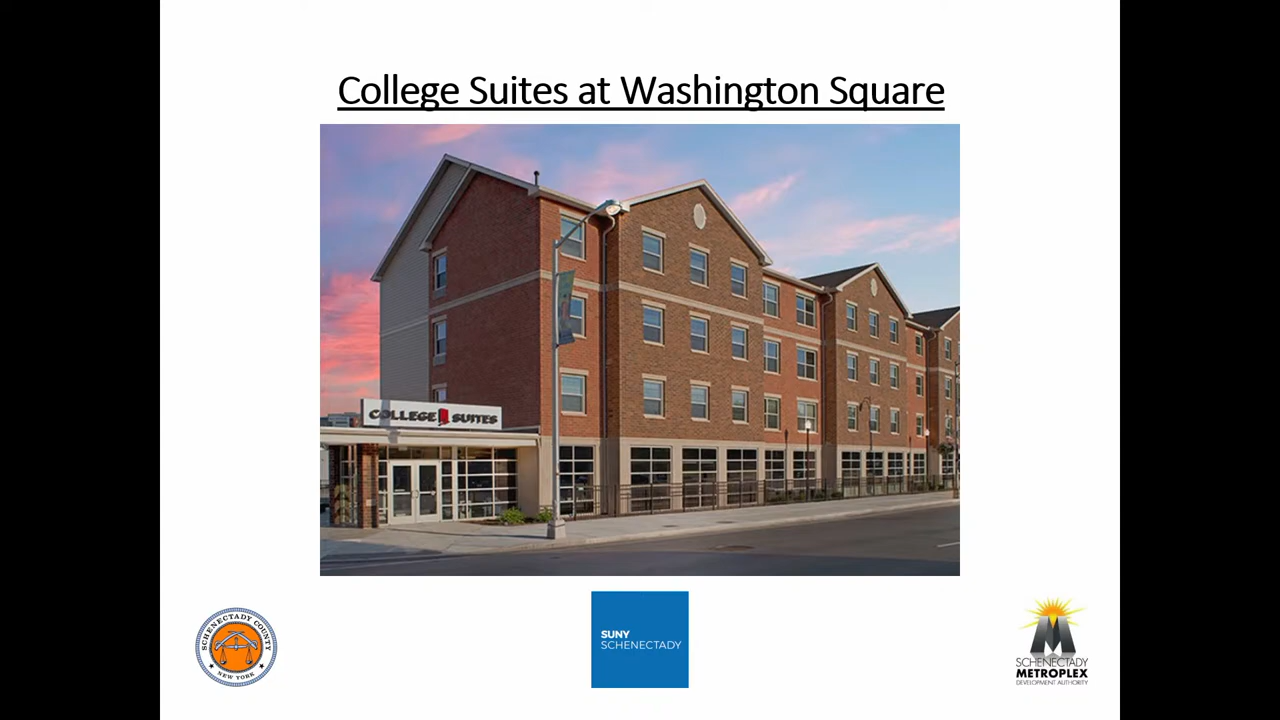 College Suites at Washington Square
COLLEGE SUITES
SCHENECTADY COUNTY
NEW YORK
SUNY
SCHENECTADY
SCHENECTADY
METROPLEX
DEVELOPMENT AUTHORITY